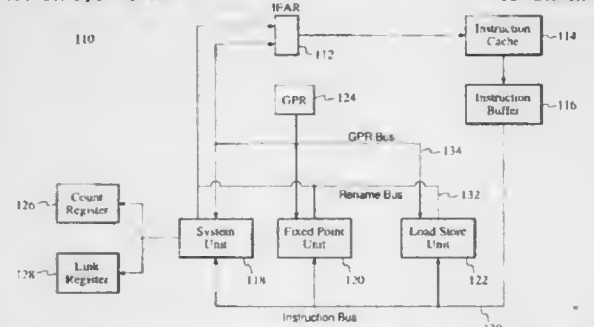 IFAR
110
112
Instruction
Cache
114
GPR
124
Instruction
Buffer
116
GPR Bus
134
Rename Bus
132
126
Count
Register
System
Unit
118
Fixed Point
Unit
120
Load Store
Unit
122
128
Link
Register
Instruction Bus